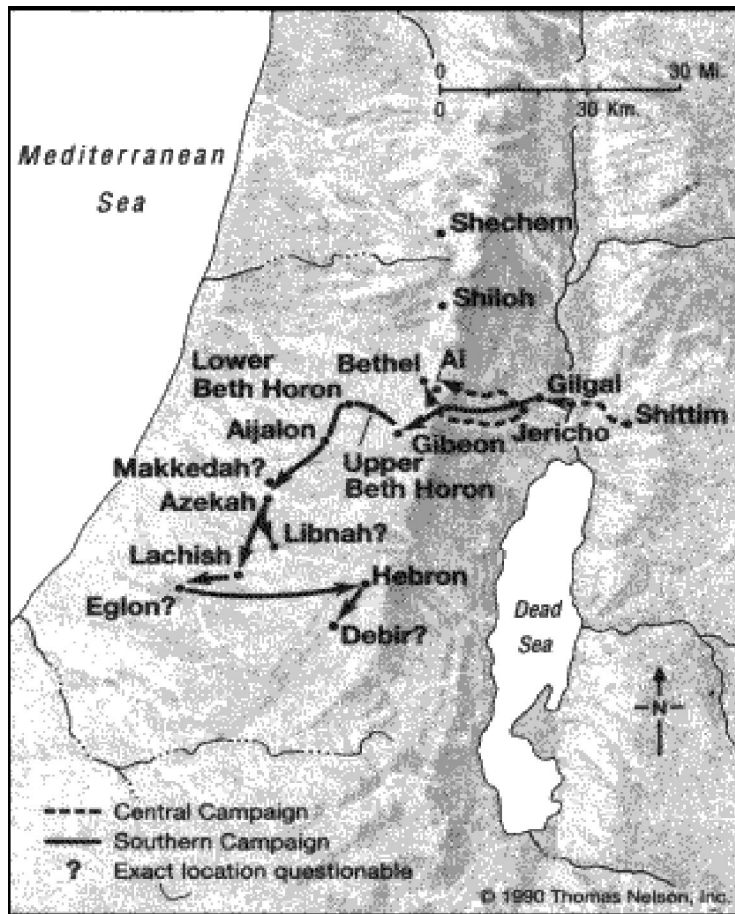 0 30 Mi.
0 30 Km.
Mediterranean
Sea
Shechem
Shiloh
Lower
Beth Horon
Bethel
Ai
Gilgal
Shittim
Aijalon
Gibeon
Jericho
Makkedah?
Upper
Beth Horon
Azekah
Libnah?
Lachish
Hebron
Eglon?
Debir?
Dead
Sea
N
Central Campaign
Southern Campaign
? Exact location questionable
© 1990 Thomas Nelson, Inc.